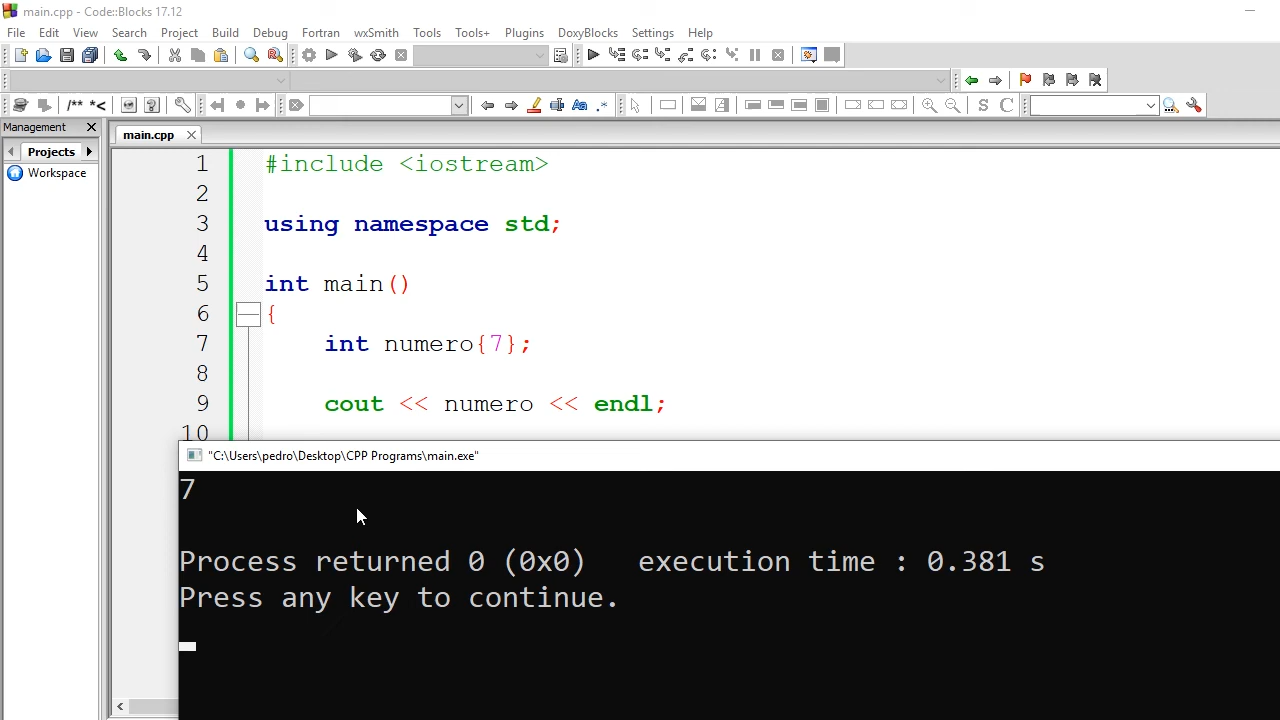 main.cpp - Code::Blocks 17.12
File Edit View Search Project Build Debug Fortran wxSmith Tools Tools+ Plugins DoxyBlocks Settings Help
/** *<
Aa .*
S C
Management
main.cpp
Projects
Workspace
1 #include <iostream>
2
3 using namespace std;
4
5 int main()
6 {
7 int numero{7};
8
9 cout << numero << endl;
10
"C:\Users\pedro\Desktop\CPP Programs\main.exe"
7
Process returned 0 (0x0) execution time : 0.381 s
Press any key to continue.